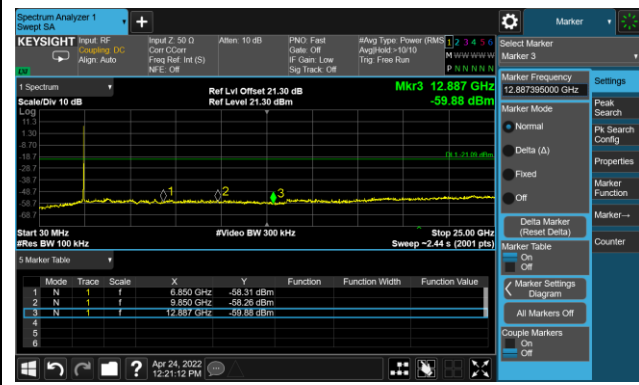 Spectrum Analyzer 1
Swept SA
Marker
KEYSIGHT
Input: RF
Coupling: DC
Align: Auto
Input Z: 50 Ω
Corr CCorr
Freq Ref: Int (S)
NFE: Off
Atten: 10 dB
PNO: Fast
Gate: Off
IF Gain: Low
Sig Track: Off
#Avg Type: Power (RMS
Avg|Hold:>10/10
Trig: Free Run
1 2 3 4 5 6
M W W W W W
P N N N N N
LXI
Select Marker
Marker 3
1 Spectrum
Scale/Div 10 dB
Log
Ref Lvl Offset 21.30 dB
Ref Level 21.30 dBm
Mkr3 12.887 GHz
-59.88 dBm
11.3
1.30
-8.70
-18.7
-28.7
-38.7
-48.7
-58.7
-68.7
DL1 -21.09 dBm
1
2
3
Start 30 MHz
#Res BW 100 kHz
#Video BW 300 kHz
Stop 25.00 GHz
Sweep ~2.44 s (2001 pts)
5 Marker Table
Mode Trace Scale X Y Function Function Width Function Value
1 N 1 f 6.850 GHz -58.31 dBm
2 N 1 f 9.850 GHz -58.26 dBm
3 N 1 f 12.887 GHz -59.88 dBm
4
5
6
Marker Frequency
12.887395000 GHz
Marker Mode
Normal
Delta (Δ)
Fixed
Off
Delta Marker
(Reset Delta)
Marker Table
On
Off
Marker Settings
Diagram
All Markers Off
Couple Markers
On
Off
Settings
Peak
Search
Pk Search
Config
Properties
Marker
Function
Marker→
Counter
?
Apr 24, 2022
12:21:12 PM